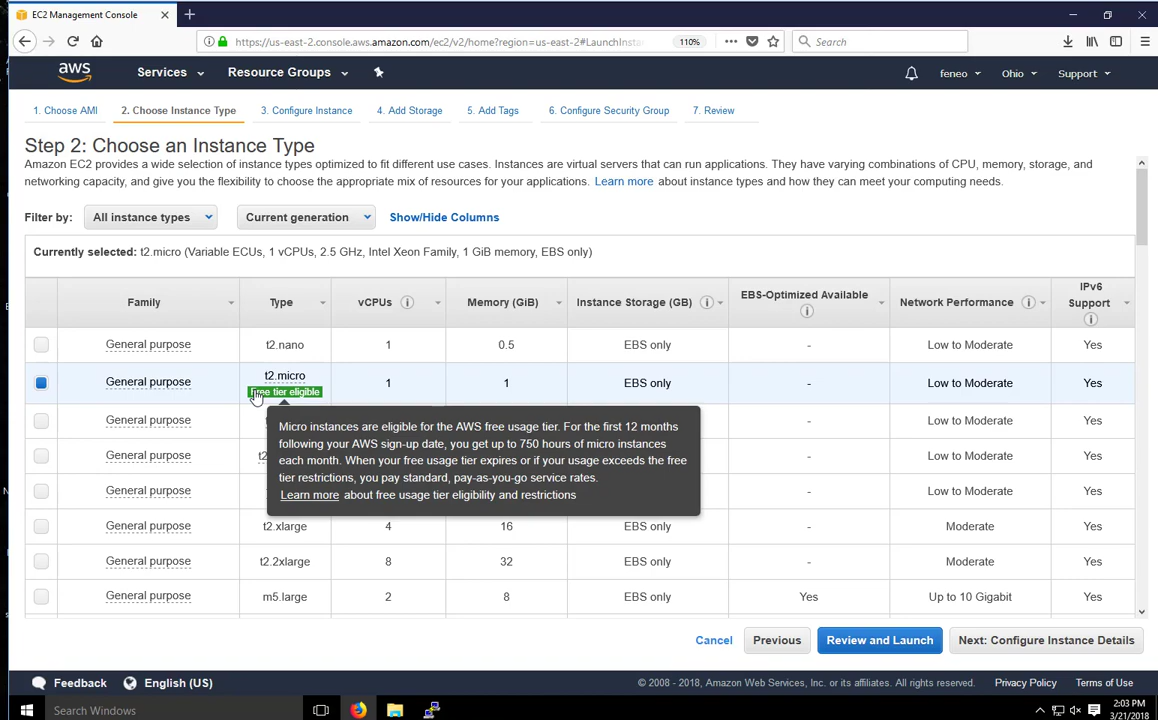 EC2 Management Console
https://us-east-2.console.aws.amazon.com/ec2/v2/home?region=us-east-2#LaunchInsta
110%
Search
aws
Services
Resource Groups
feneo
Ohio
Support
1. Choose AMI
2. Choose Instance Type
3. Configure Instance
4. Add Storage
5. Add Tags
6. Configure Security Group
7. Review
Step 2: Choose an Instance Type
Amazon EC2 provides a wide selection of instance types optimized to fit different use cases. Instances are virtual servers that can run applications. They have varying combinations of CPU, memory, storage, and
networking capacity, and give you the flexibility to choose the appropriate mix of resources for your applications. Learn more about instance types and how they can meet your computing needs.
Filter by: All instance types Current generation Show/Hide Columns
Currently selected: t2.micro (Variable ECUs, 1 vCPUs, 2.5 GHz, Intel Xeon Family, 1 GiB memory, EBS only)
Family Type vCPUs Memory (GiB) Instance Storage (GB) EBS-Optimized Available Network Performance IPv6 Support
General purpose t2.nano 1 0.5 EBS only - Low to Moderate Yes
General purpose t2.micro 1 1 EBS only - Low to Moderate Yes
Free tier eligible
General purpose - Low to Moderate Yes
General purpose t2 - Low to Moderate Yes
General purpose - Low to Moderate Yes
Micro instances are eligible for the AWS free usage tier. For the first 12 months
following your AWS sign-up date, you get up to 750 hours of micro instances
each month. When your free usage tier expires or if your usage exceeds the free
tier restrictions, you pay standard, pay-as-you-go service rates.
Learn more about free usage tier eligibility and restrictions
General purpose t2.xlarge 4 16 EBS only - Moderate Yes
General purpose t2.2xlarge 8 32 EBS only - Moderate Yes
General purpose m5.large 2 8 EBS only Yes Up to 10 Gigabit Yes
Cancel
Previous
Review and Launch
Next: Configure Instance Details
Feedback
English (US)
© 2008 - 2018, Amazon Web Services, Inc. or its affiliates. All rights reserved.
Privacy Policy
Terms of Use
Search Windows
2:03 PM
3/21/2018